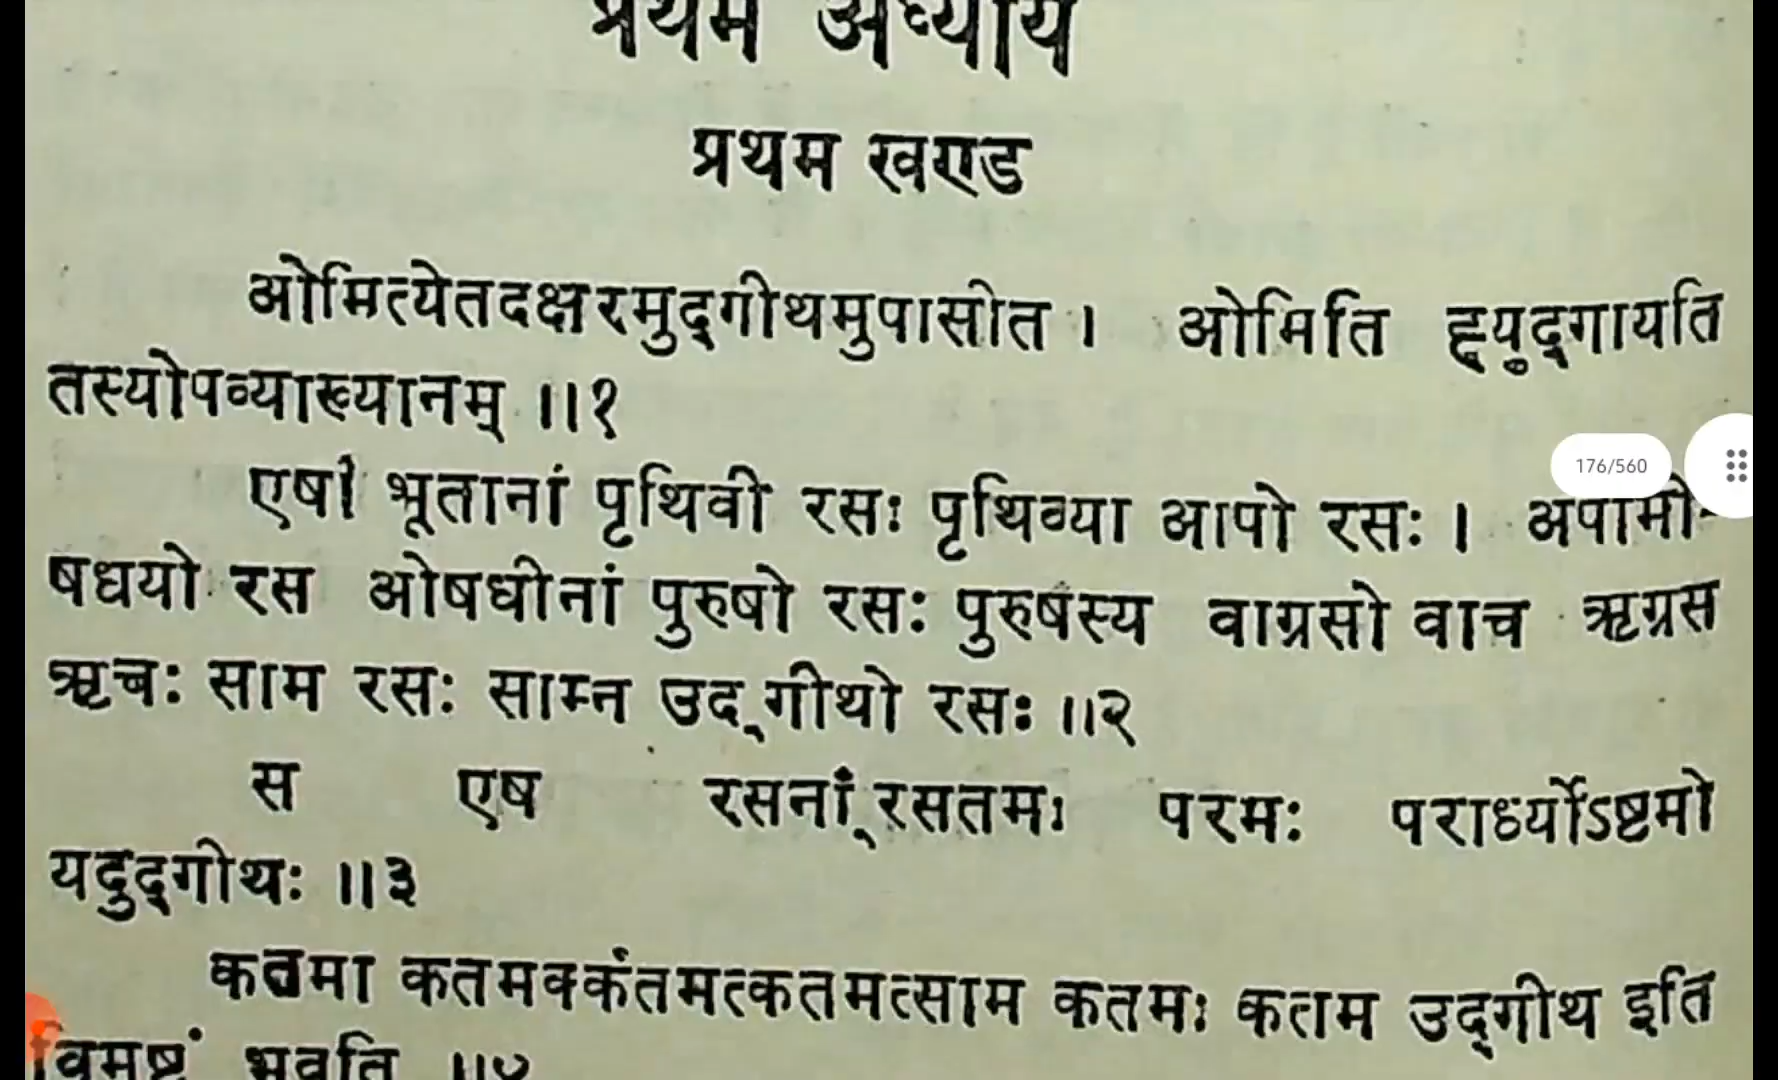 प्रथम अध्याय
प्रथम खण्ड
ओमित्येतदक्षरमुद्गीथमुपासीत । ओमिति ह्युद्गायति
तस्योपव्याख्यानम् ॥१
एषां भूतानां पृथिवी रसः पृथिव्या आपो रसः । अपामो-
176/560
षधयो रस ओषधीनां पुरुषो रसः पुरुषस्य वाग्रसो वाच ऋग्रस
ऋचः साम रसः साम्न उद्गीथो रसः ॥२
स एष रसनाँ् रसतमः परमः परार्ध्योऽष्टमो
यदुद्गीथः ॥३
कतमा कतमक्कंतमत्कतमत्साम कतमः कतम उद्गीथ इति
विमृष्टं भवति ॥४